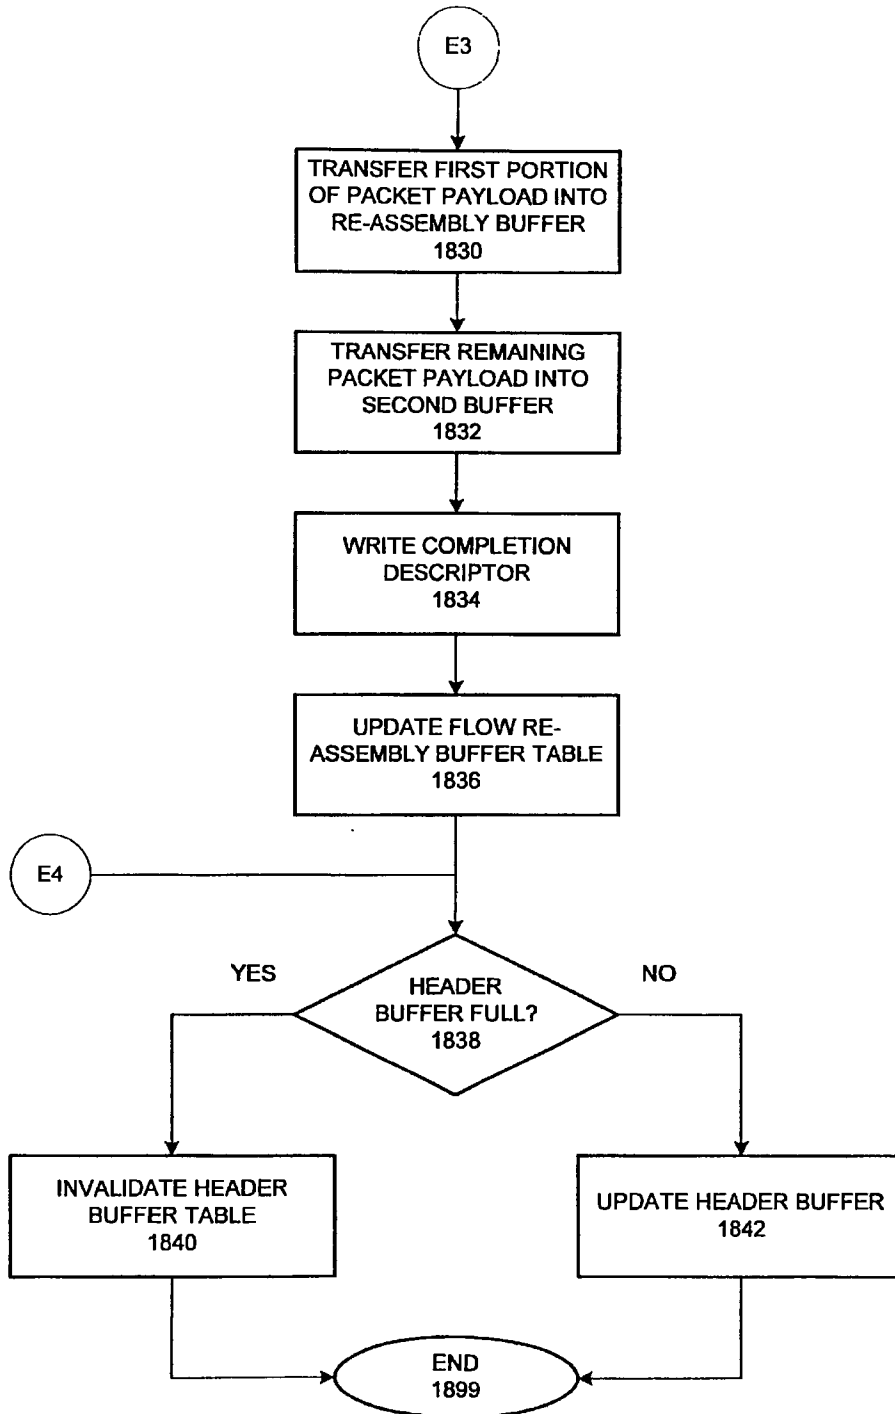 E3
TRANSFER FIRST PORTION
OF PACKET PAYLOAD INTO
RE-ASSEMBLY BUFFER
1830
TRANSFER REMAINING
PACKET PAYLOAD INTO
SECOND BUFFER
1832
WRITE COMPLETION
DESCRIPTOR
1834
UPDATE FLOW RE-
ASSEMBLY BUFFER TABLE
1836
E4
YES
HEADER
BUFFER FULL?
1838
NO
INVALIDATE HEADER
BUFFER TABLE
1840
UPDATE HEADER BUFFER
1842
END
1899